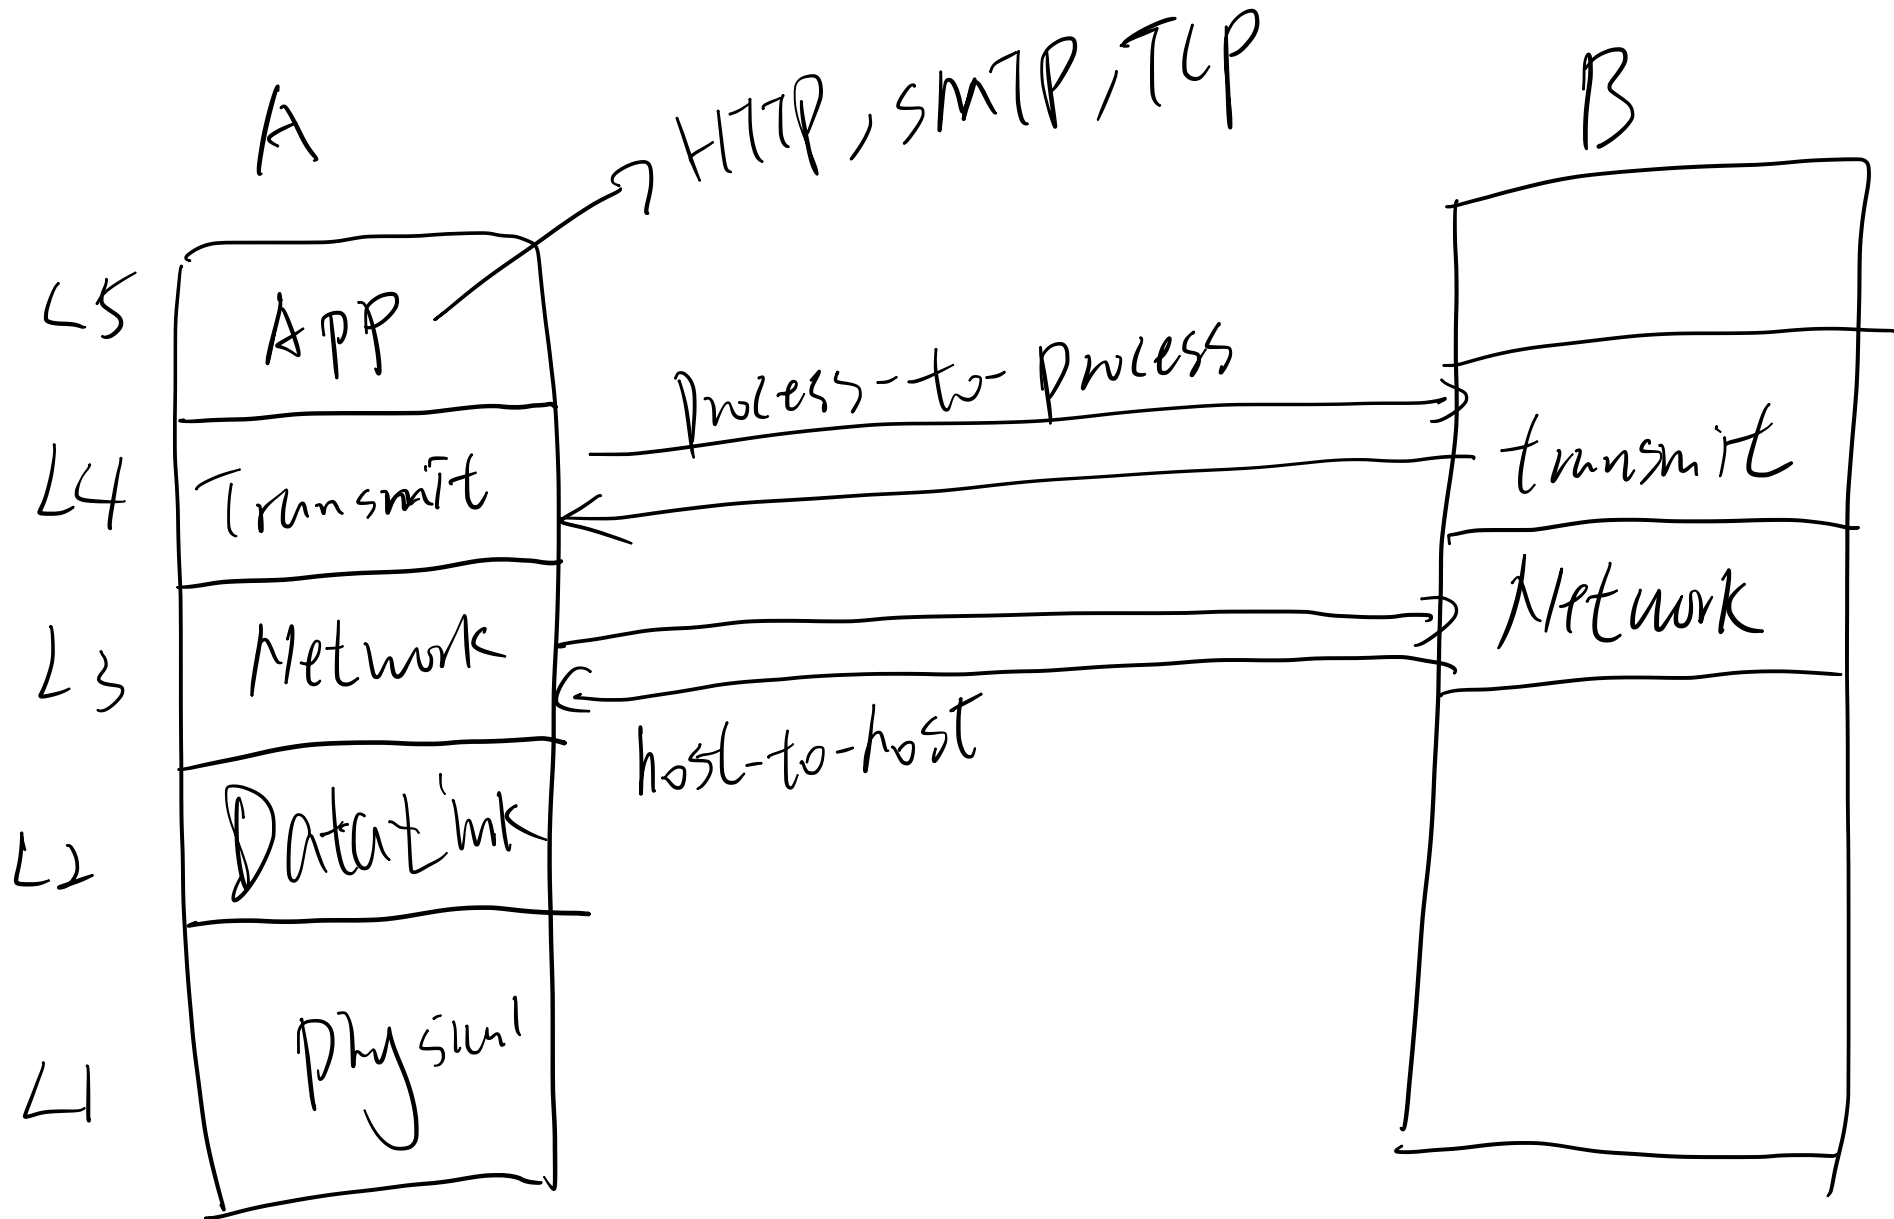 A
HTTP, SMTP, TCP
B
L5
App
process-to-process
L4
Transmit
transmit
L3
Network
Network
host-to-host
L2
DataLink
L1
physical